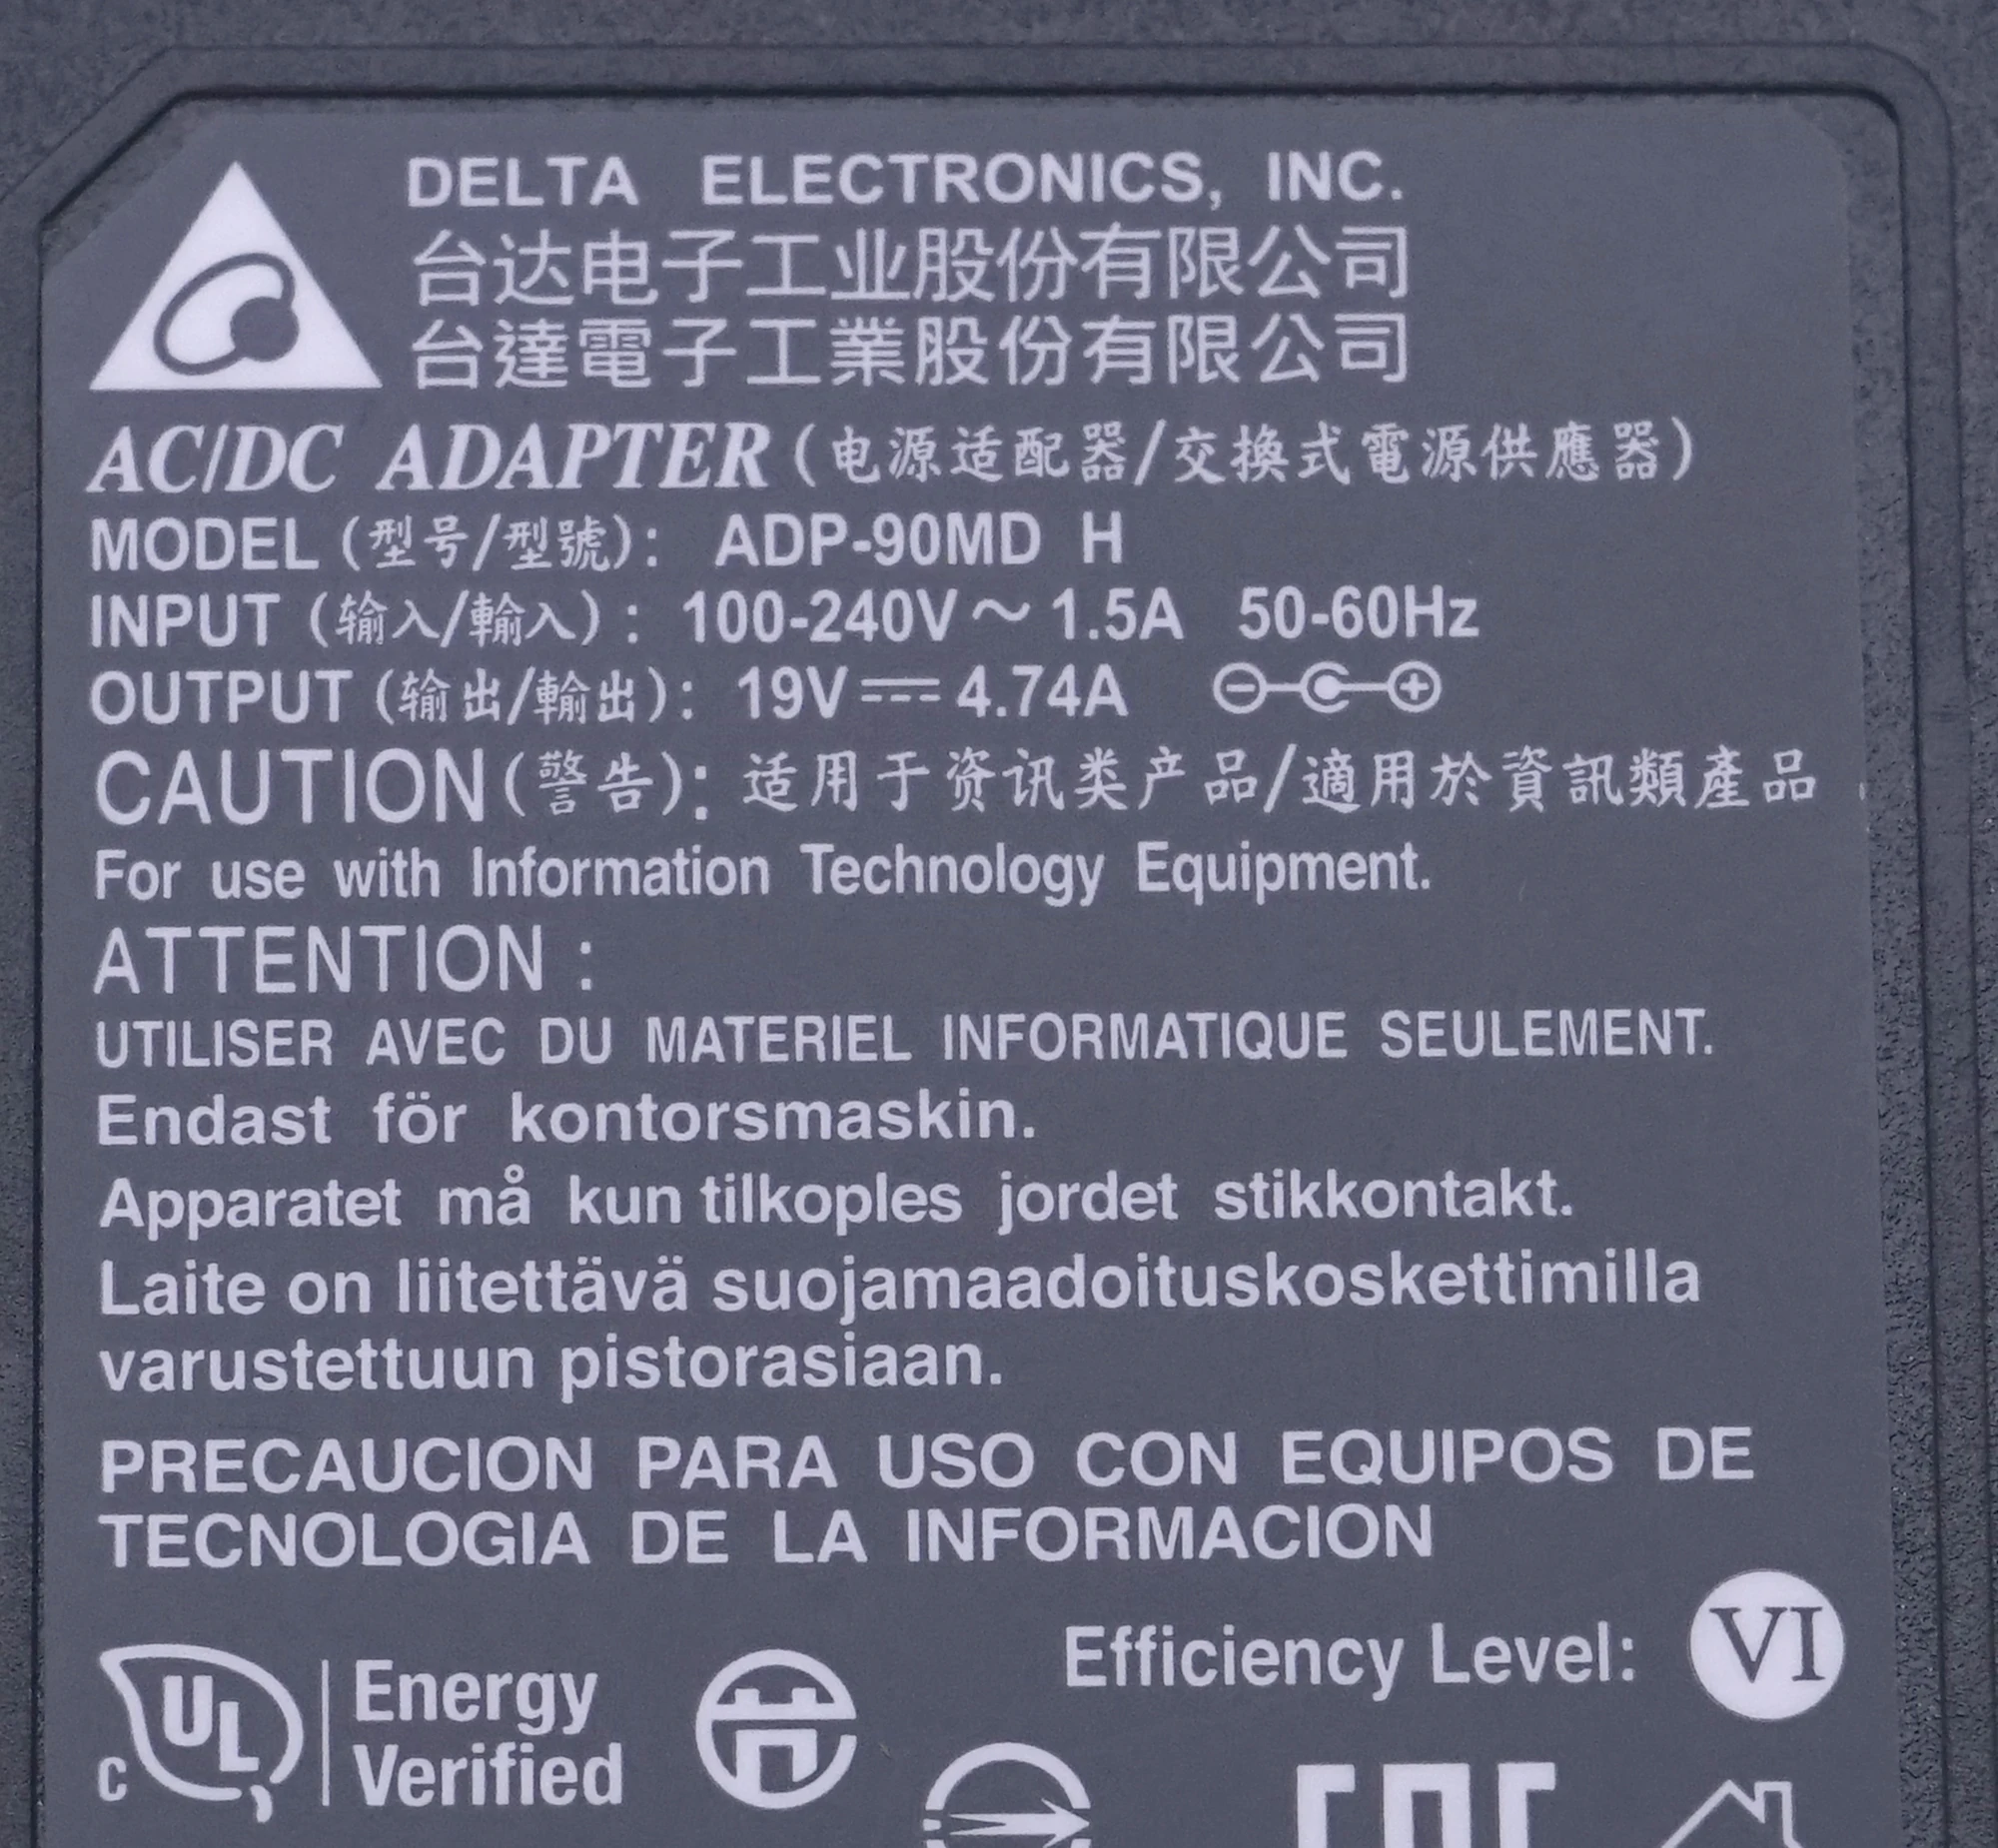 DELTA ELECTRONICS, INC.
台达电子工业股份有限公司
台達電子工業股份有限公司
AC/DC ADAPTER (电源适配器/交換式電源供應器)
MODEL (型号/型號): ADP-90MD H
INPUT (输入/輸入) : 100-240V～1.5A 50-60Hz
OUTPUT (输出/輸出): 19V⎓4.74A
CAUTION(警告): 适用于资讯类产品/適用於資訊類產品
For use with Information Technology Equipment.
ATTENTION :
UTILISER AVEC DU MATERIEL INFORMATIQUE SEULEMENT.
Endast för kontorsmaskin.
Apparatet må kun tilkoples jordet stikkontakt.
Laite on liitettävä suojamaadoituskoskettimilla
varustettuun pistorasiaan.
PRECAUCION PARA USO CON EQUIPOS DE
TECNOLOGIA DE LA INFORMACION
Efficiency Level: VI
c UL Energy
Verified